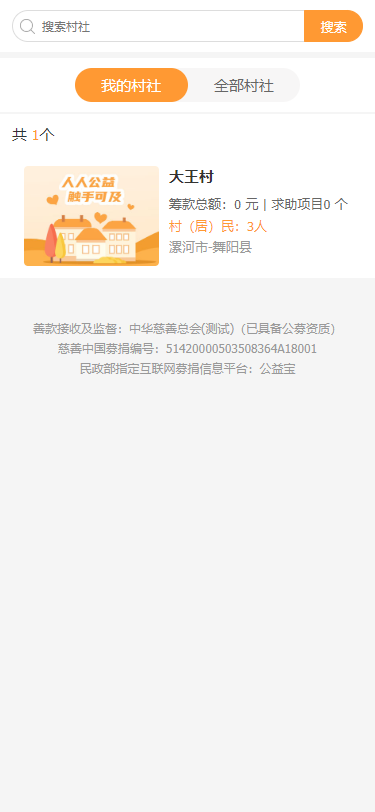 搜索村社
搜索
我的村社
全部村社
共 1个
人人公益
触手可及
大王村
筹款总额：0 元 | 求助项目0 个
村（居）民：3人
漯河市-舞阳县
善款接收及监督：中华慈善总会(测试)（已具备公募资质）
慈善中国募捐编号：51420000503508364A18001
民政部指定互联网募捐信息平台：公益宝